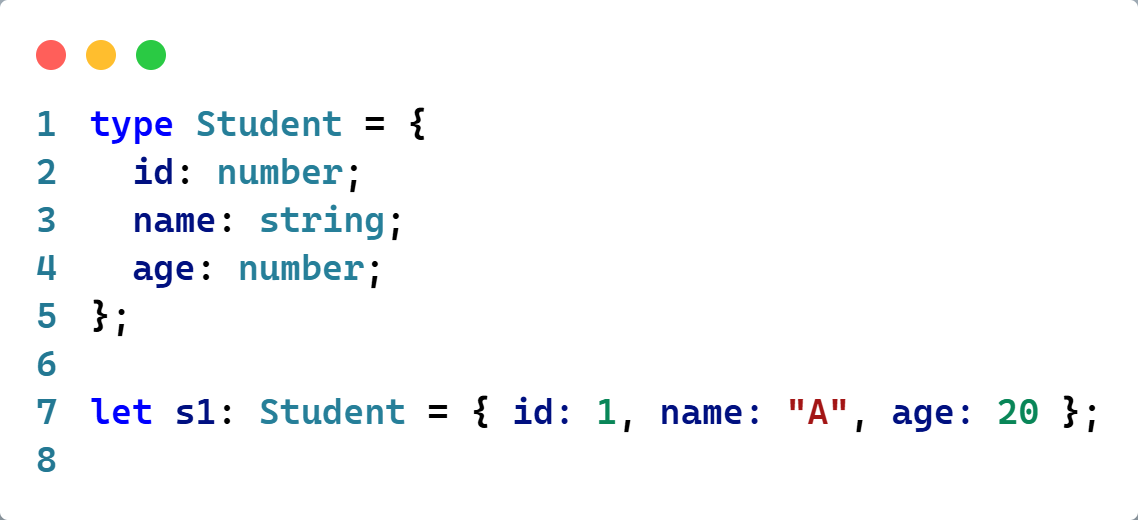 1 type Student = {
2   id: number;
3   name: string;
4   age: number;
5 };
6
7 let s1: Student = { id: 1, name: "A", age: 20 };
8